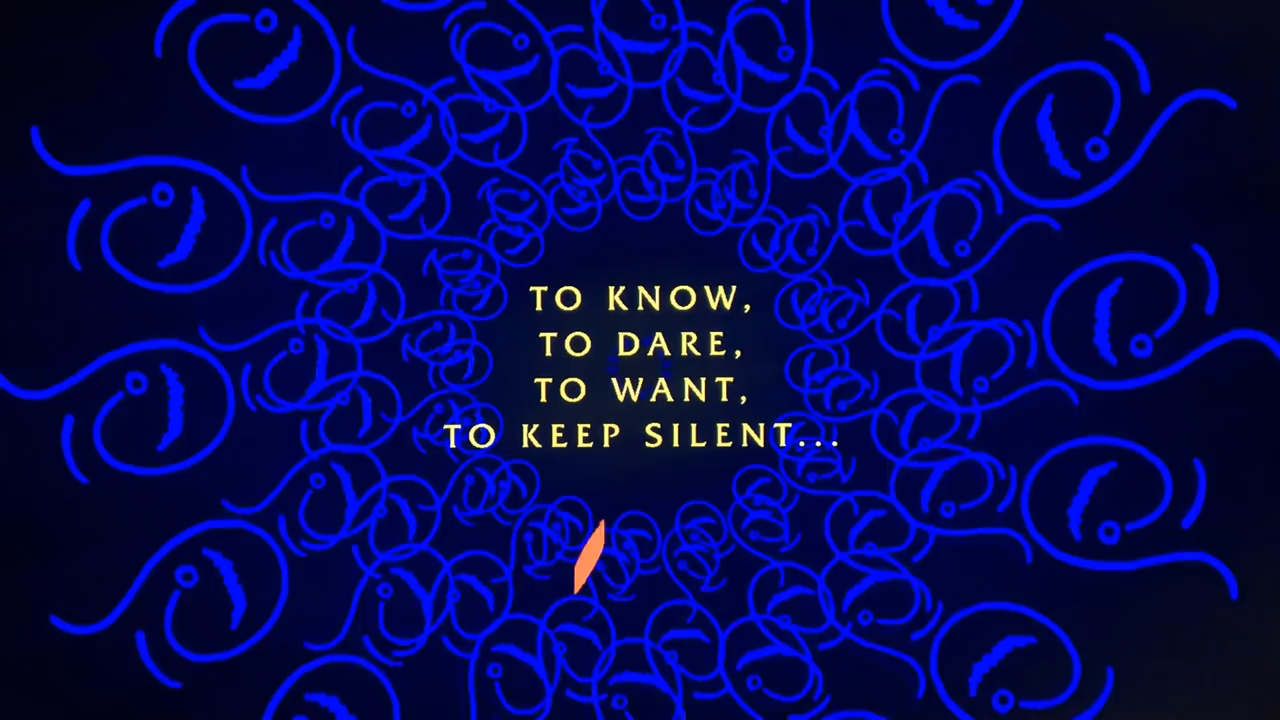 TO KNOW,
TO DARE,
TO WANT,
TO KEEP SILENT...